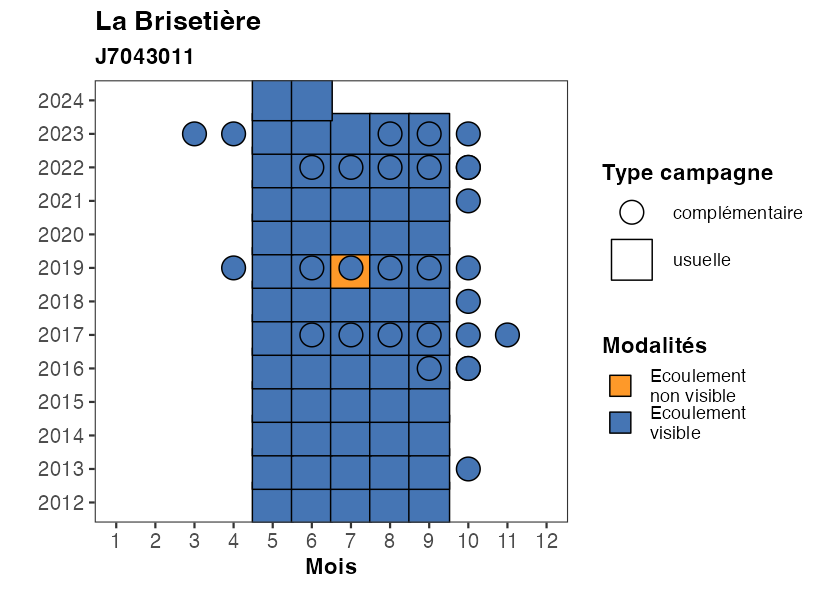 La Brisetière
J7043011
2024
2023
2022
2021
2020
2019
2018
2017
2016
2015
2014
2013
2012
1 2 3 4 5 6 7 8 9 10 11 12
Mois
Type campagne
complémentaire
usuelle
Modalités
Ecoulement
non visible
Ecoulement
visible